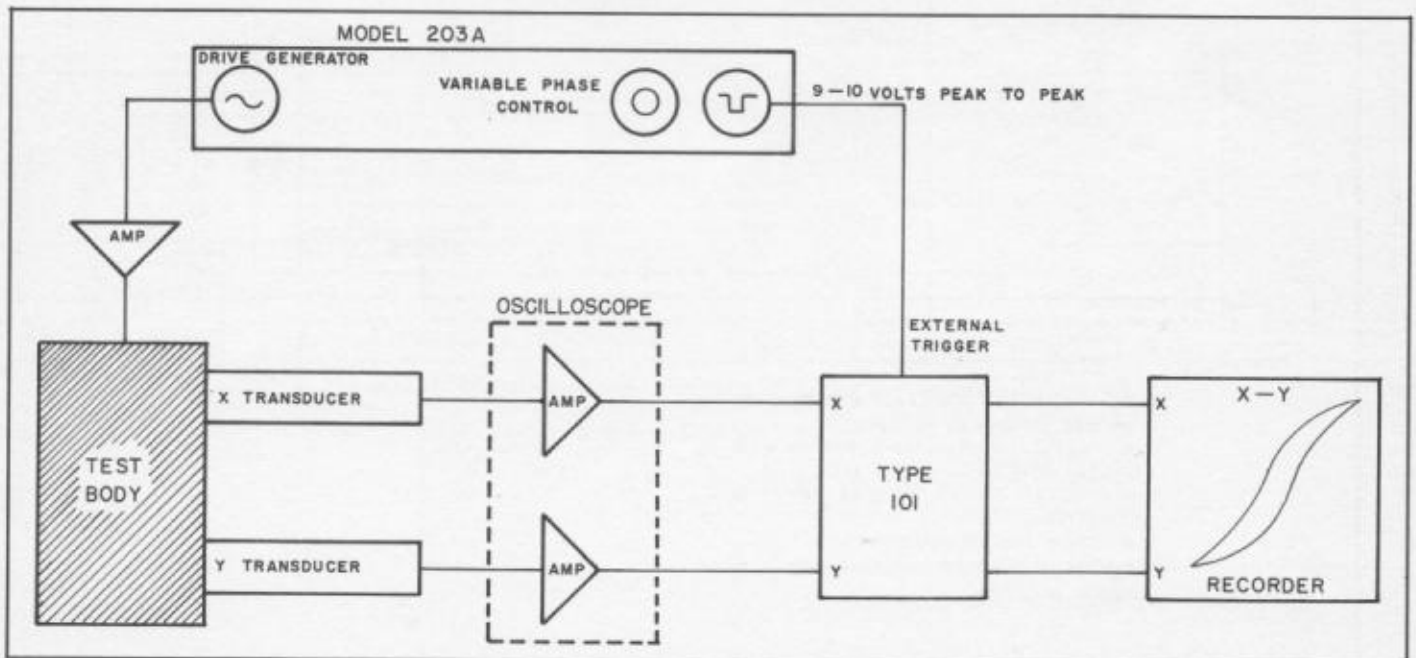 MODEL 203A
DRIVE GENERATOR
VARIABLE PHASE
CONTROL
9-10 VOLTS PEAK TO PEAK
AMP
OSCILLOSCOPE
EXTERNAL
TRIGGER
X TRANSDUCER
AMP
X
X
X-Y
TEST
BODY
TYPE
101
Y TRANSDUCER
AMP
Y
Y
RECORDER